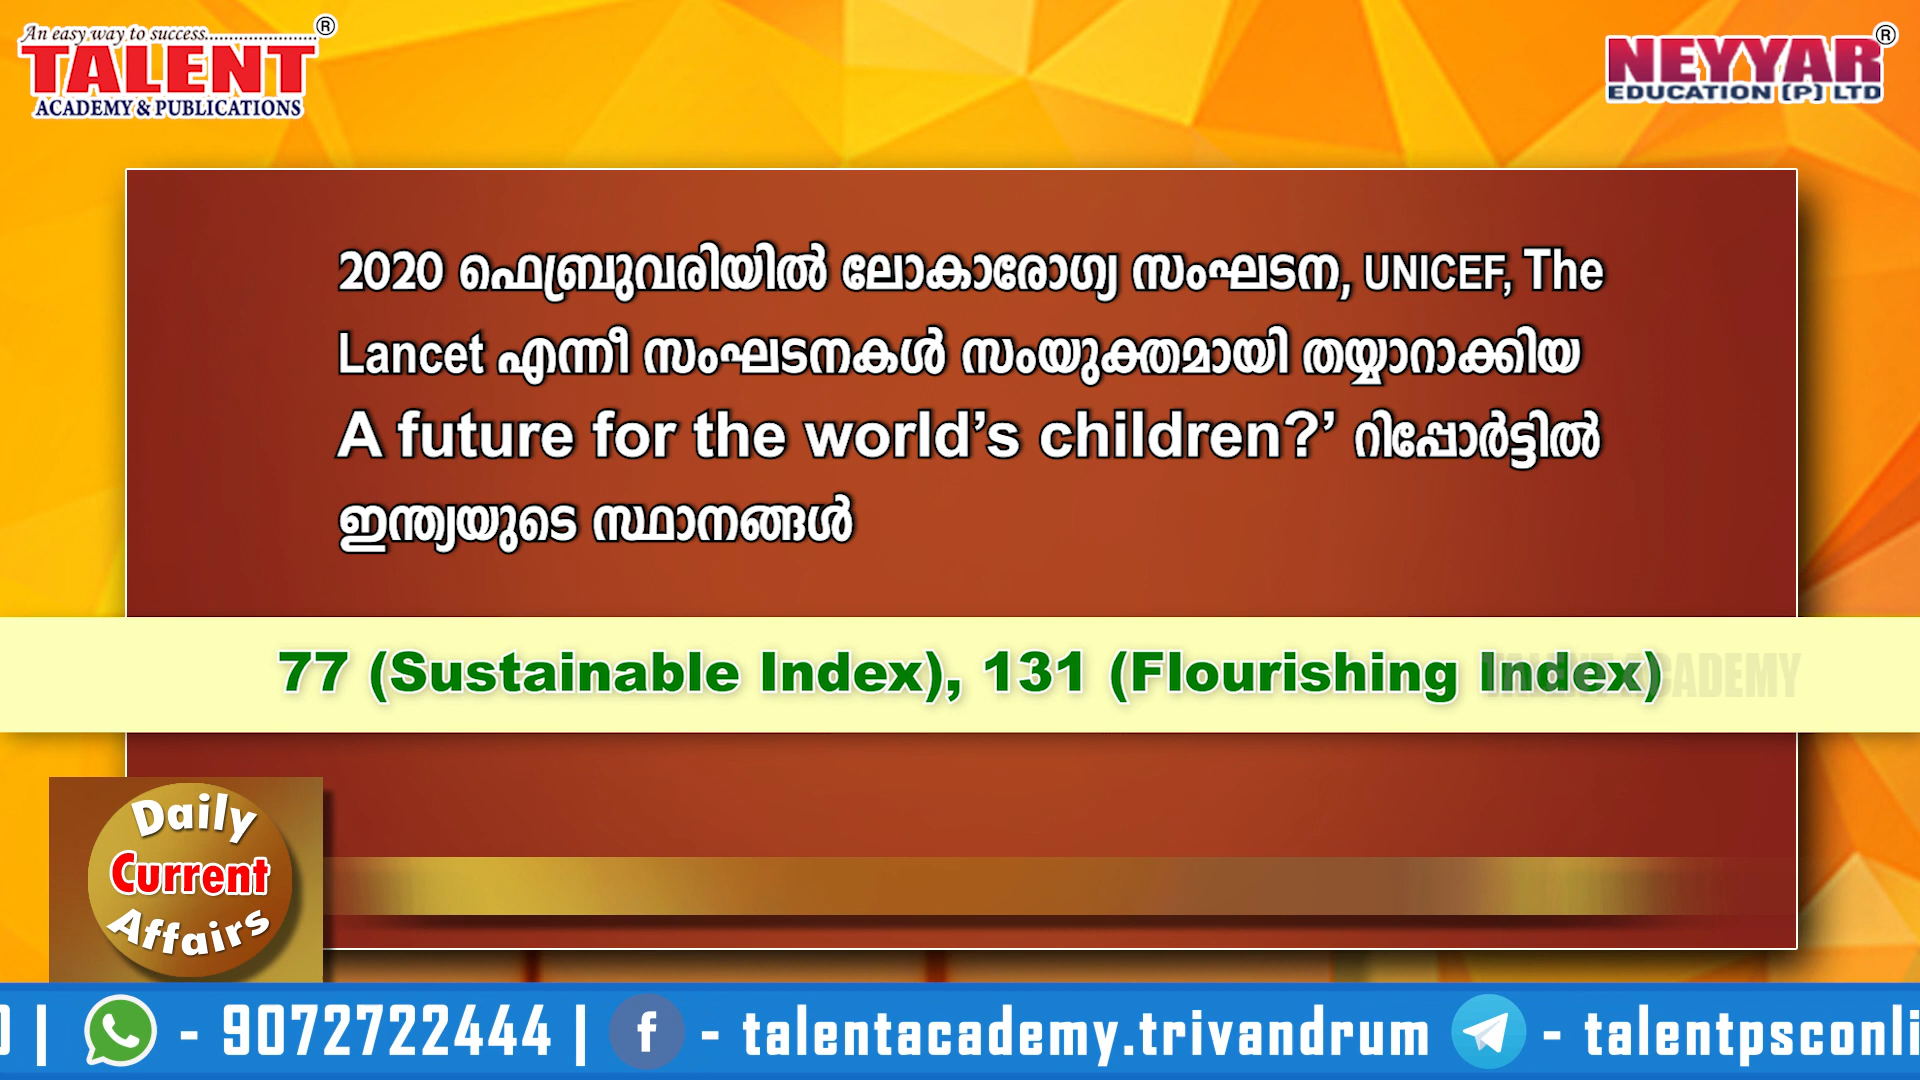 An easy way to success.......................®
TALENT
ACADEMY & PUBLICATIONS
NEYYAR®
EDUCATION (P) LTD
2020 ഫെബ്രുവരിയിൽ ലോകാരോഗ്യ സംഘടന, UNICEF, The
Lancet എന്നീ സംഘടനകൾ സംയുക്തമായി തയ്യാറാക്കിയ
A future for the world’s children?’ റിപ്പോർട്ടിൽ
ഇന്ത്യയുടെ സ്ഥാനങ്ങൾ
77 (Sustainable Index), 131 (Flourishing Index)
TALENT ACADEMY
Daily
Current
Affairs
| - 9072722444 | f - talentacademy.trivandrum - talentpsconli